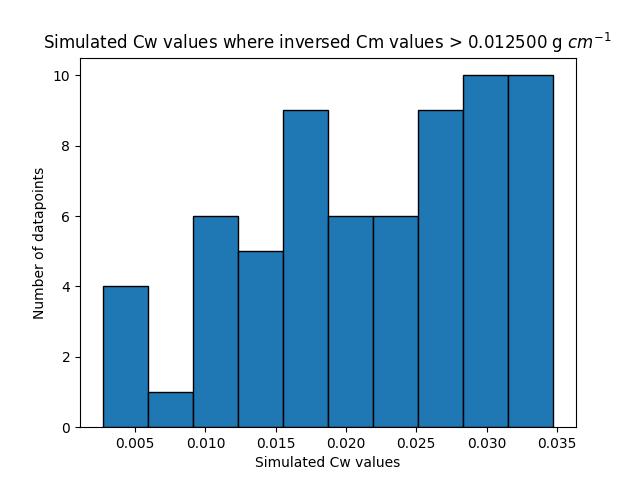 Simulated Cw values where inversed Cm values > 0.012500 g cm⁻¹
10
8
6
4
2
0
Number of datapoints
0.005 0.010 0.015 0.020 0.025 0.030 0.035
Simulated Cw values